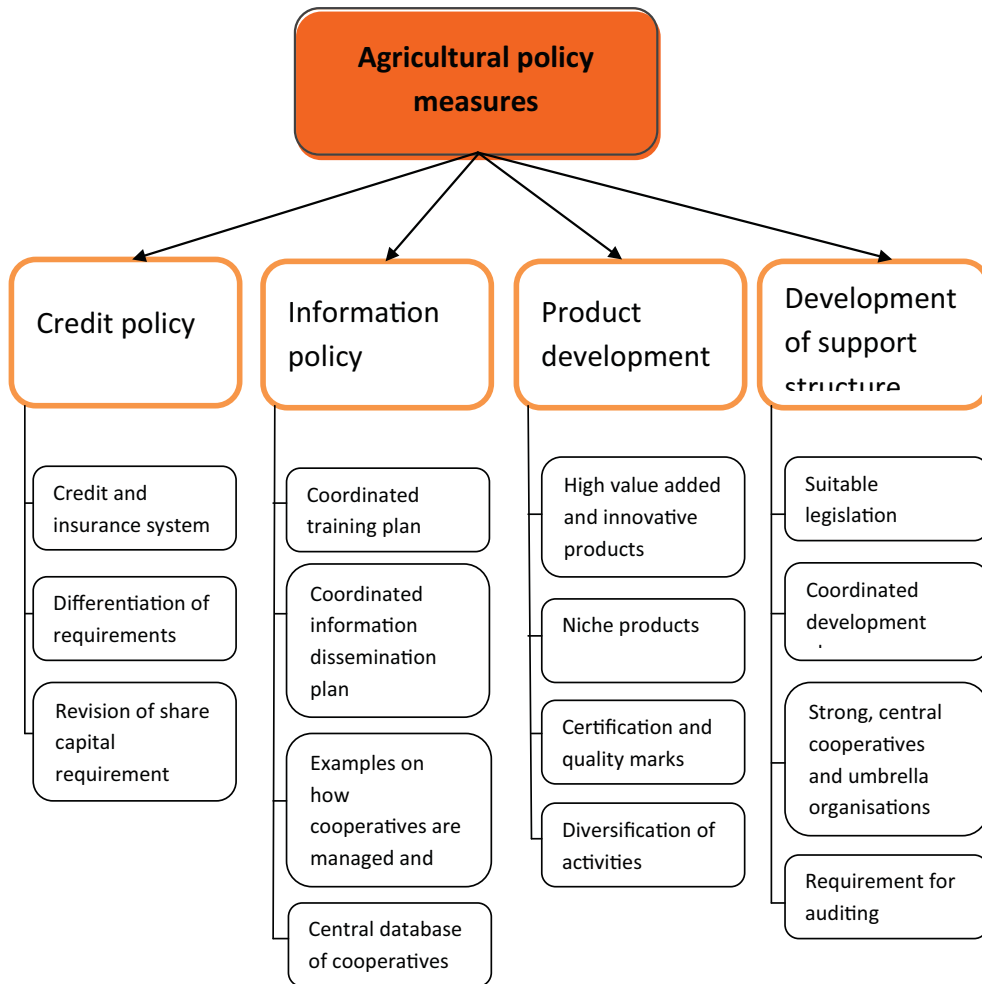 Agricultural policy
measures
Credit policy
Information
policy
Product
development
Development
of support
structure
Credit and
insurance system
Differentiation of
requirements
Revision of share
capital
requirement
Coordinated
training plan
Coordinated
information
dissemination
plan
Examples on
how
cooperatives are
managed and
Central database
of cooperatives
High value added
and innovative
products
Niche products
Certification and
quality marks
Diversification of
activities
Suitable
legislation
Coordinated
development
Strong, central
cooperatives
and umbrella
organisations
Requirement for
auditing